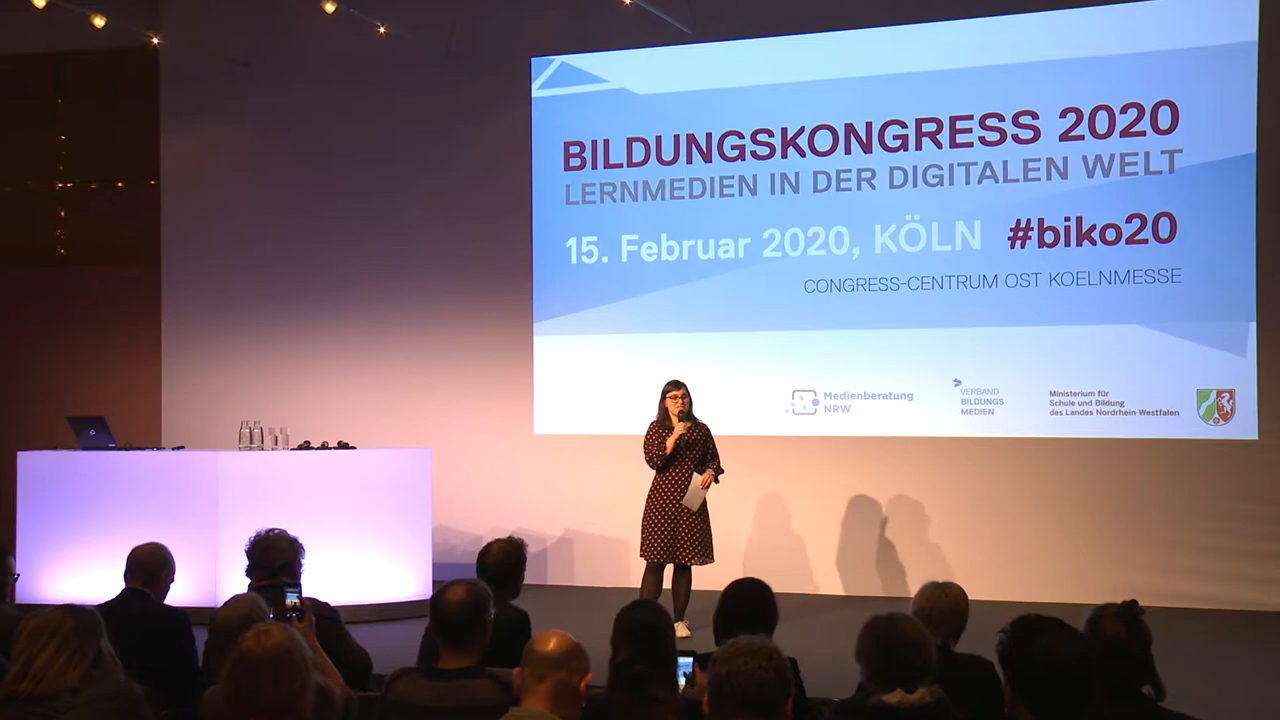 BILDUNGSKONGRESS 2020
LERNMEDIEN IN DER DIGITALEN WELT
15. Februar 2020, KÖLN #biko20
CONGRESS-CENTRUM OST KOELNMESSE
Medienberatung
NRW
VERBAND
BILDUNGS
MEDIEN
Ministerium für
Schule und Bildung
des Landes Nordrhein-Westfalen